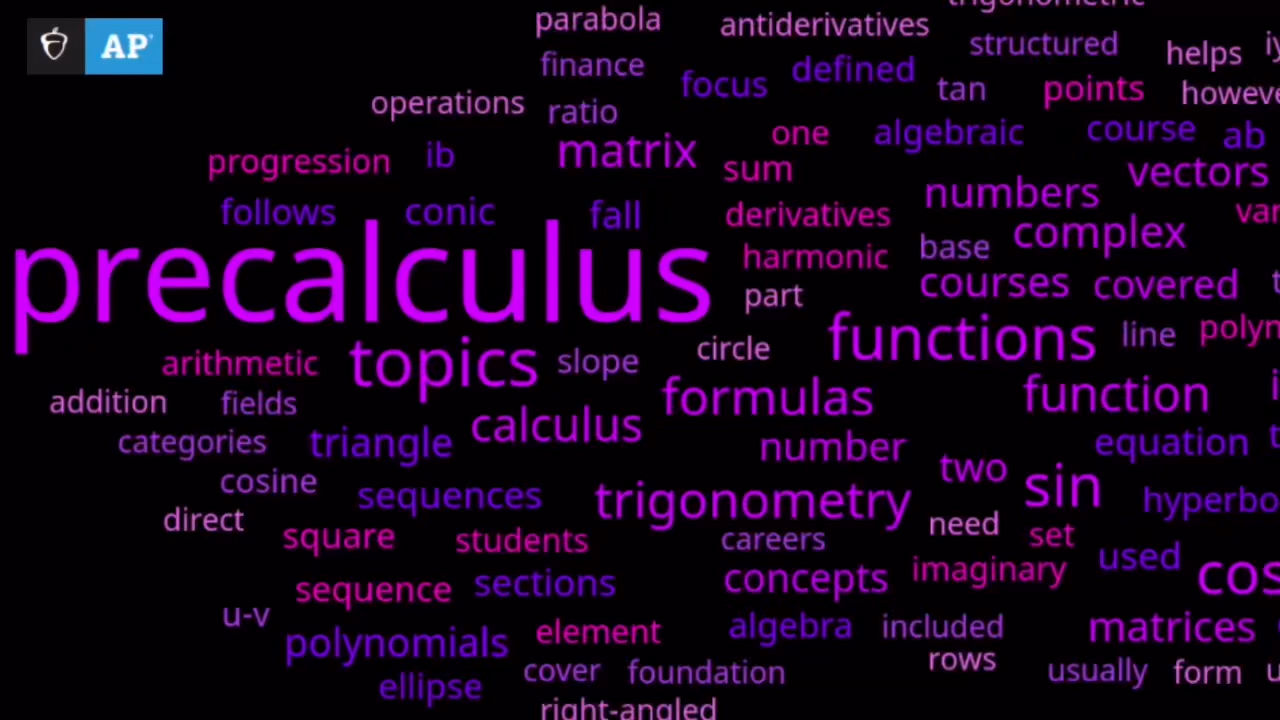 AP
parabola antiderivatives
structured helps
finance focus defined
operations ratio tan points
one algebraic course ab
progression ib matrix sum vectors
numbers
follows conic fall derivatives complex
precalculus harmonic base
part courses covered
circle functions line
arithmetic topics slope
addition fields formulas function
categories triangle calculus number equation
cosine sequences trigonometry two sin
direct square students careers need set used
sequence sections concepts imaginary
u-v polynomials element algebra included matrices
rows
ellipse cover foundation usually form
right-angled